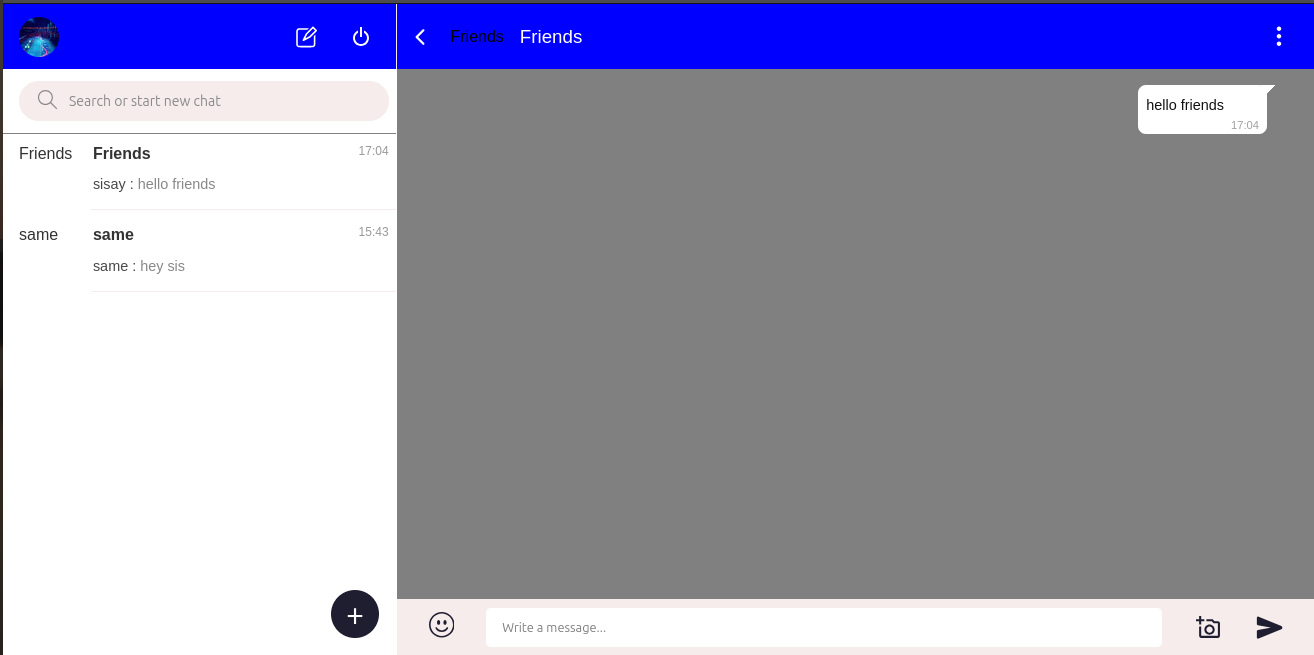 Search or start new chat
Friends Friends 17:04
sisay : hello friends
same same 15:43
same : hey sis
+
Friends Friends
hello friends
17:04
Write a message...